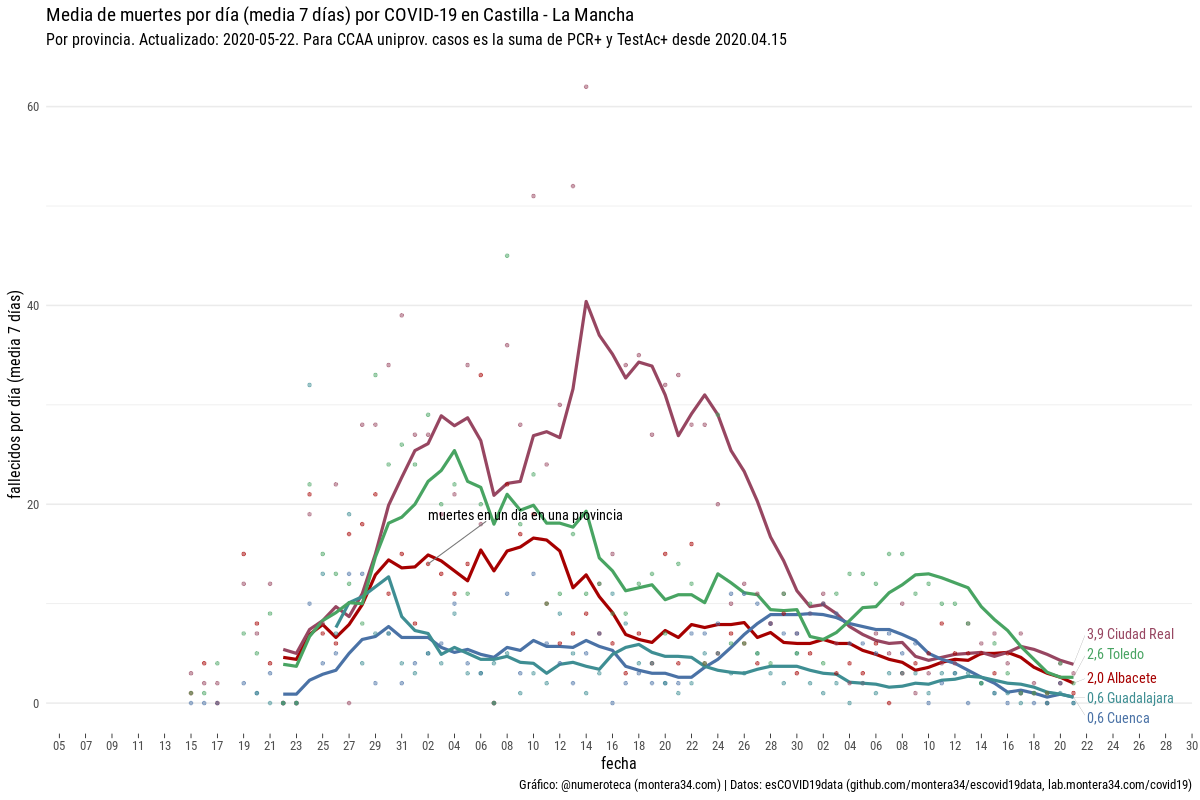 Media de muertes por día (media 7 días) por COVID-19 en Castilla - La Mancha
Por provincia. Actualizado: 2020-05-22. Para CCAA uniprov. casos es la suma de PCR+ y TestAc+ desde 2020.04.15
fallecidos por día (media 7 días)
60
40
20
0
muertes en un día en una provincia
3,9 Ciudad Real
2,6 Toledo
2,0 Albacete
0,6 Guadalajara
0,6 Cuenca
05 07 09 11 13 15 17 19 21 23 25 27 29 31 02 04 06 08 10 12 14 16 18 20 22 24 26 28 30 02 04 06 08 10 12 14 16 18 20 22 24 26 28 30
fecha
Gráfico: @numeroteca (montera34.com) | Datos: esCOVID19data (github.com/montera34/escovid19data, lab.montera34.com/covid19)